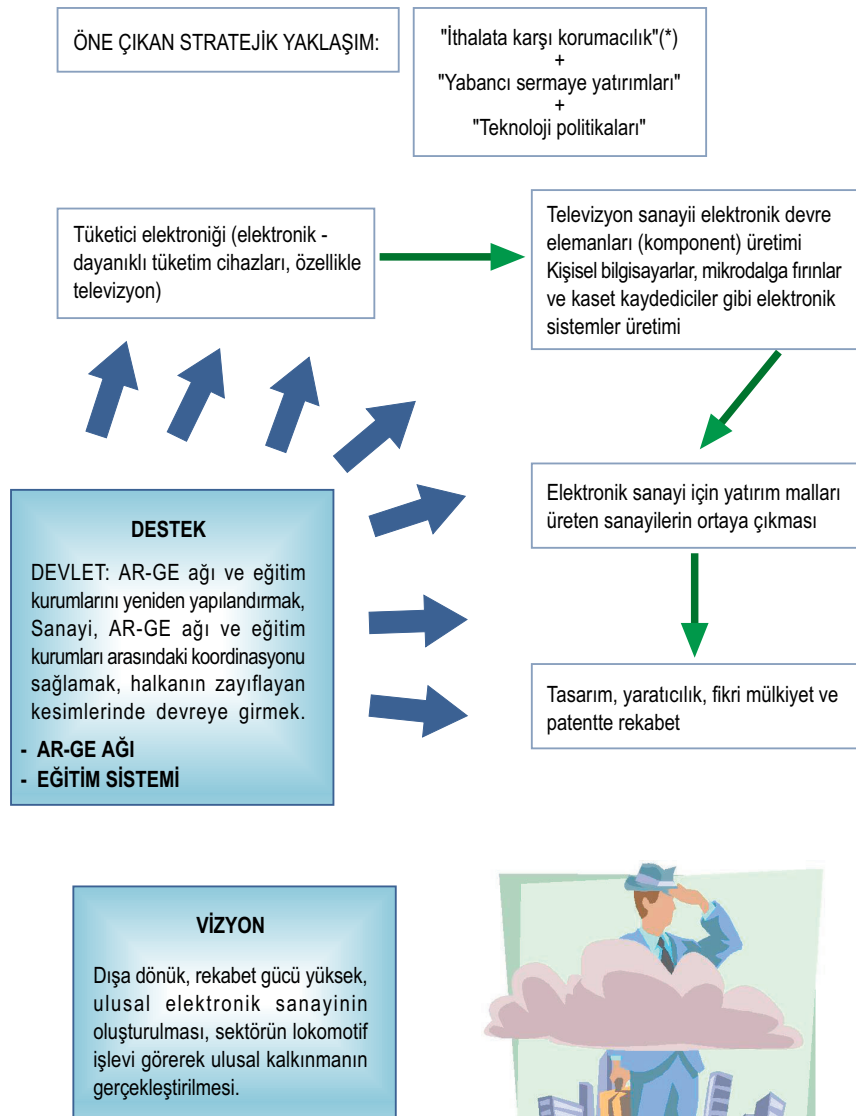 ÖNE ÇIKAN STRATEJİK YAKLAŞIM:
"İthalata karşı korumacılık"(*)
+
"Yabancı sermaye yatırımları"
+
"Teknoloji politikaları"
Tüketici elektroniği (elektronik -
dayanıklı tüketim cihazları, özellikle
televizyon)
Televizyon sanayii elektronik devre
elemanları (komponent) üretimi
Kişisel bilgisayarlar, mikrodalga fırınlar
ve kaset kaydediciler gibi elektronik
sistemler üretimi
Elektronik sanayi için yatırım malları
üreten sanayilerin ortaya çıkması
Tasarım, yaratıcılık, fikri mülkiyet ve
patentte rekabet
DESTEK
DEVLET: AR-GE ağı ve eğitim
kurumlarını yeniden yapılandırmak,
Sanayi, AR-GE ağı ve eğitim
kurumları arasındaki koordinasyonu
sağlamak, halkanın zayıflayan
kesimlerinde devreye girmek.
- AR-GE AĞI
- EĞİTİM SİSTEMİ
VİZYON
Dışa dönük, rekabet gücü yüksek,
ulusal elektronik sanayinin
oluşturulması, sektörün lokomotif
işlevi görerek ulusal kalkınmanın
gerçekleştirilmesi.